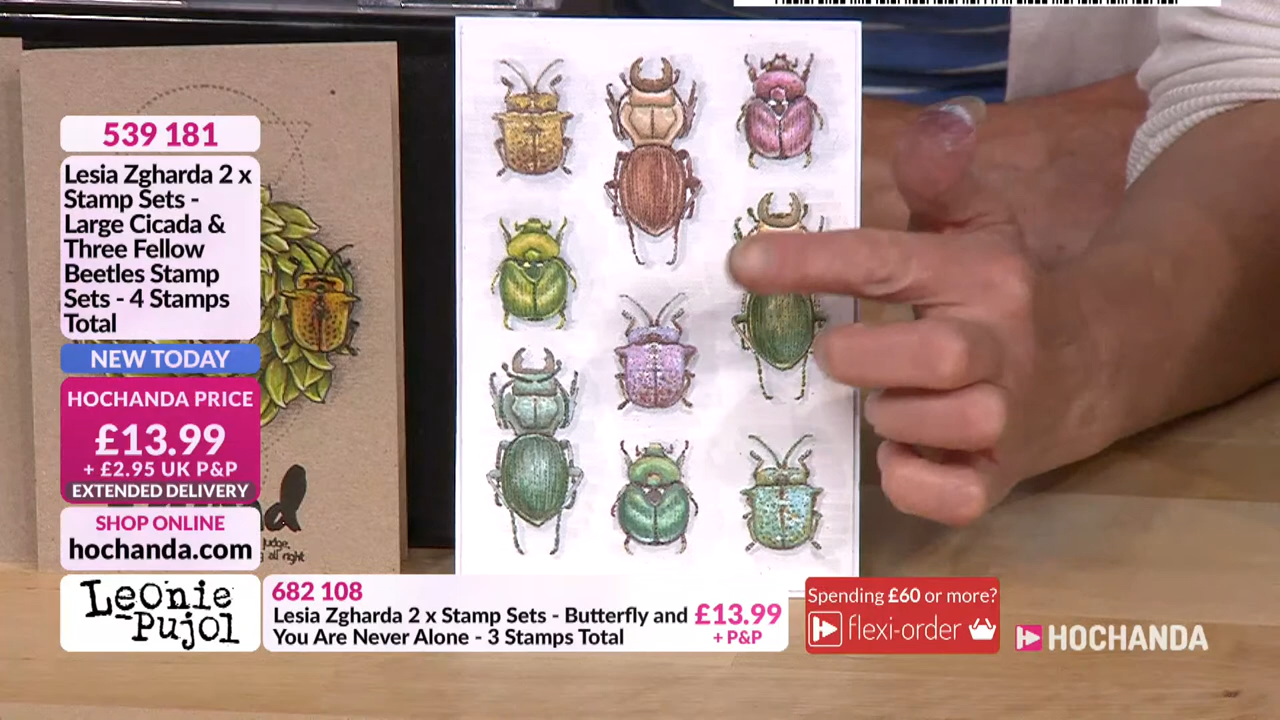 539 181
Lesia Zgharda 2 x
Stamp Sets -
Large Cicada &
Three Fellow
Beetles Stamp
Sets - 4 Stamps
Total
NEW TODAY
HOCHANDA PRICE
£13.99
+ £2.95 UK P&P
EXTENDED DELIVERY
SHOP ONLINE
hochanda.com
judge.
all right
Leonie
Pujol
682 108
Lesia Zgharda 2 x Stamp Sets - Butterfly and
You Are Never Alone - 3 Stamps Total
£13.99
+ P&P
Spending £60 or more?
flexi-order
HOCHANDA